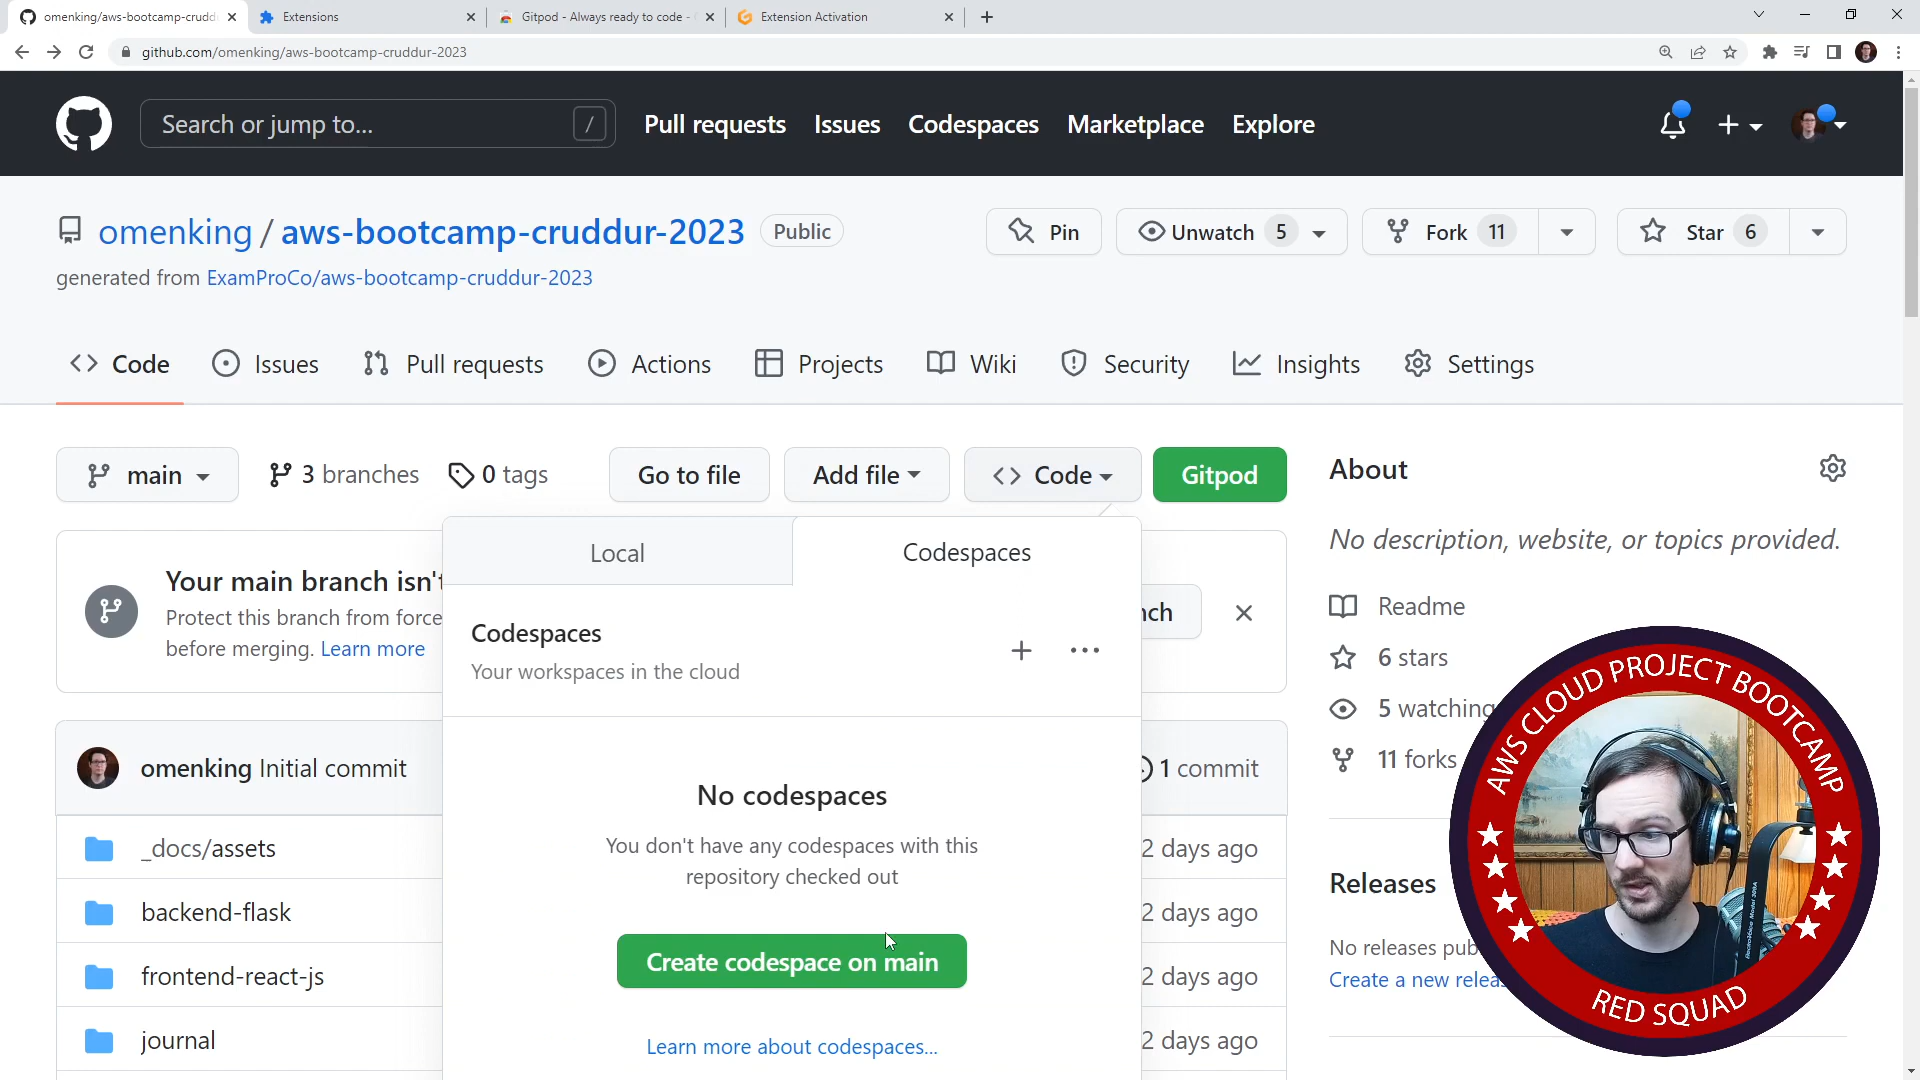 omenking/aws-bootcamp-crudd
Extensions
Gitpod - Always ready to code -
Extension Activation
github.com/omenking/aws-bootcamp-cruddur-2023
Search or jump to...
/
Pull requests
Issues
Codespaces
Marketplace
Explore
omenking / aws-bootcamp-cruddur-2023
Public
Pin
Unwatch 5
Fork 11
Star 6
generated from ExamProCo/aws-bootcamp-cruddur-2023
Code
Issues
Pull requests
Actions
Projects
Wiki
Security
Insights
Settings
main
3 branches
0 tags
Go to file
Add file
Code
Gitpod
About
No description, website, or topics provided.
Local
Codespaces
Your main branch isn't
Protect this branch from force
before merging. Learn more
nch
Codespaces
Your workspaces in the cloud
Readme
6 stars
5 watching
11 forks
omenking Initial commit
1 commit
No codespaces
You don't have any codespaces with this
repository checked out
Create codespace on main
Learn more about codespaces...
_docs/assets
2 days ago
backend-flask
2 days ago
frontend-react-js
2 days ago
journal
2 days ago
Releases
No releases pub
Create a new releas
AWS CLOUD PROJECT BOOTCAMP
RED SQUAD